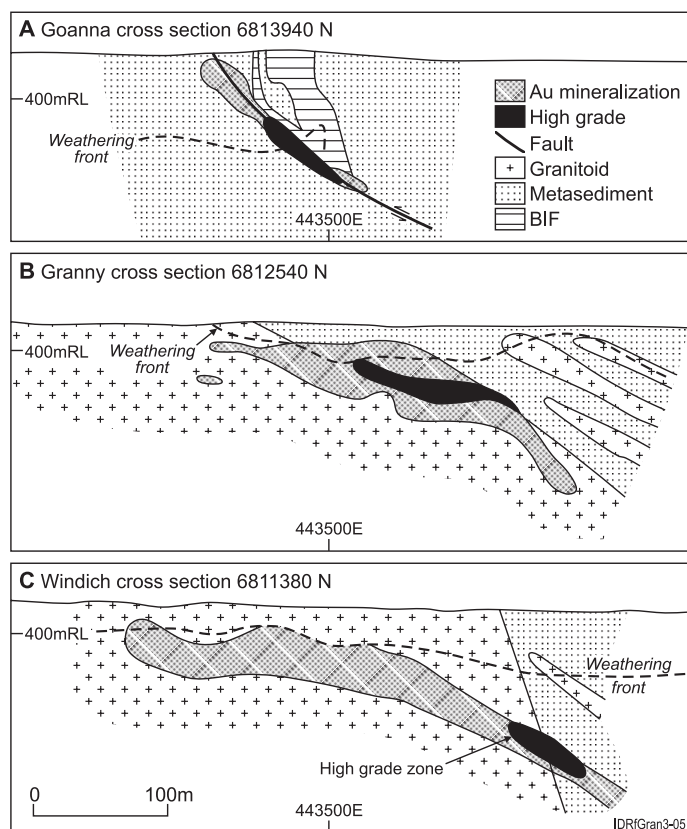 A Goanna cross section 6813940 N
400mRL
Weathering
front
443500E
Au mineralization
High grade
Fault
Granitoid
Metasediment
BIF
B Granny cross section 6812540 N
400mRL
Weathering
front
443500E
C Windich cross section 6811380 N
400mRL
Weathering
front
High grade zone
0 100m
443500E
IDRfGran3-05